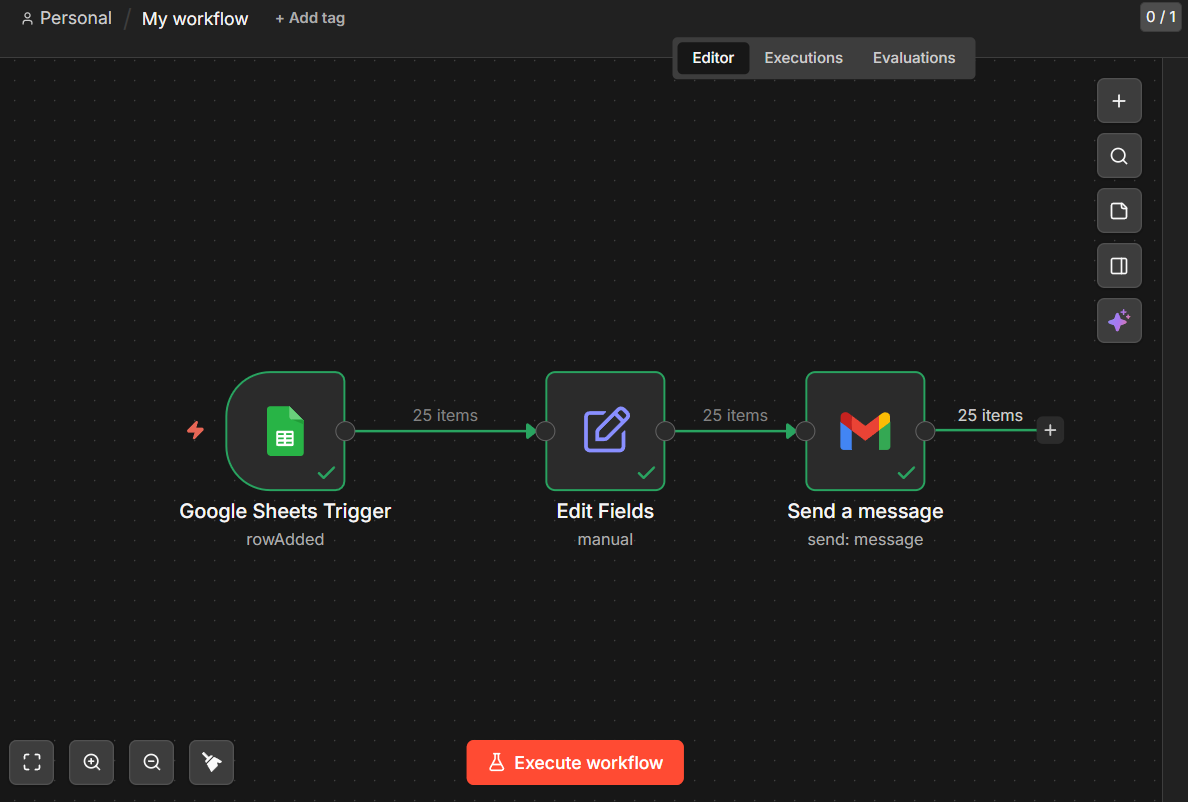 Personal / My workflow + Add tag
0 / 1
Editor Executions Evaluations
25 items 25 items 25 items
Google Sheets Trigger Edit Fields Send a message
rowAdded manual send: message
Execute workflow